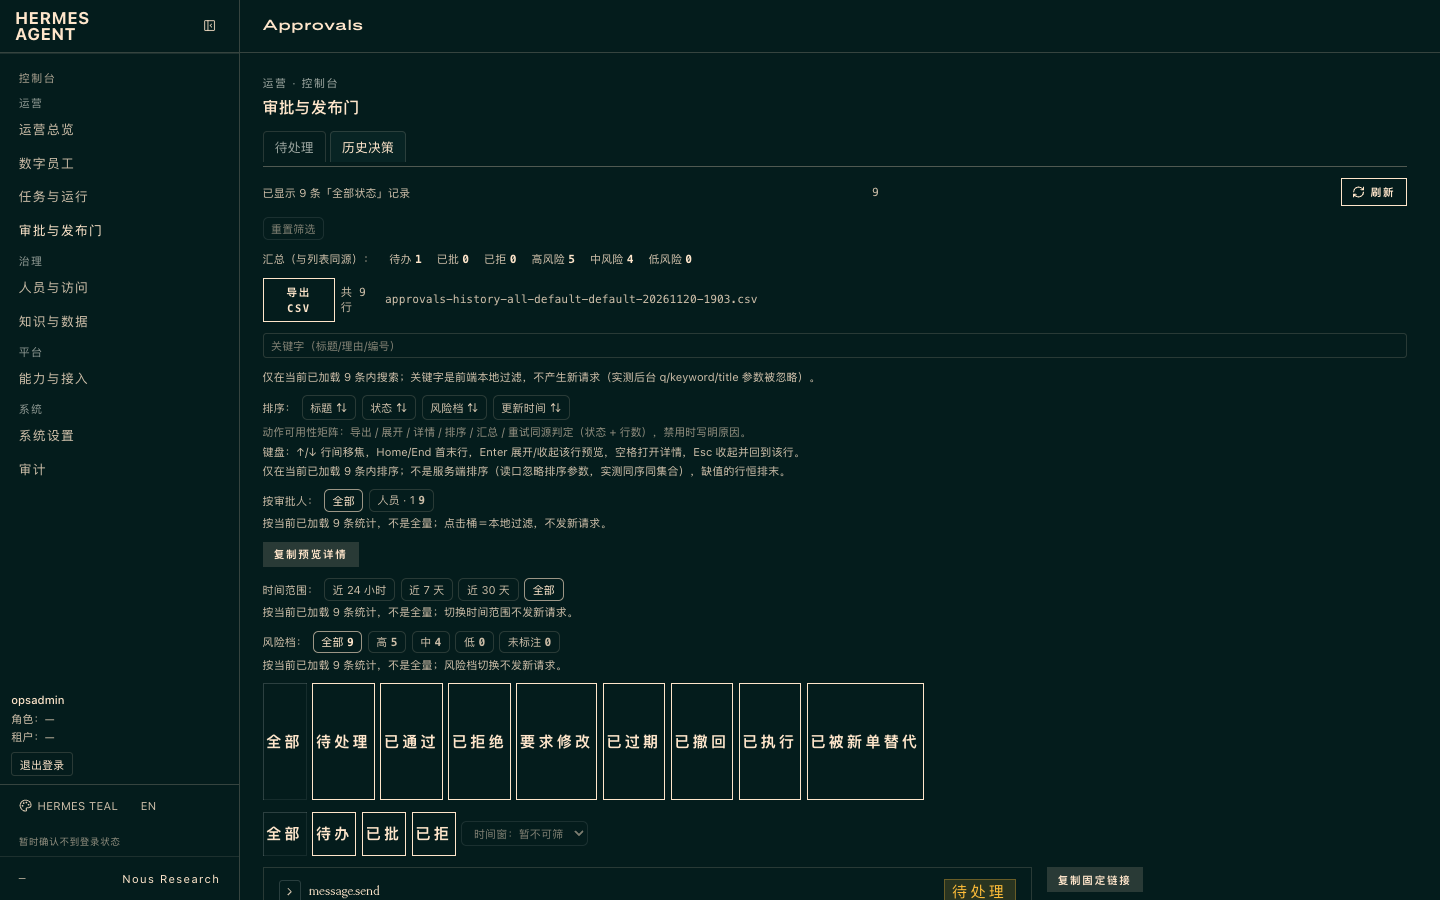 HERMES
AGENT
Approvals
控制台
运营
运营总览
数字员工
任务与运行
审批与发布门
治理
人员与访问
知识与数据
平台
能力与接入
系统
系统设置
审计
opsadmin
角色：—
租户：—
退出登录
HERMES TEAL EN
暂时确认不到登录状态
— Nous Research
运营 · 控制台
审批与发布门
待处理 历史决策
已显示 9 条「全部状态」记录 9 刷新
重置筛选
汇总（与列表同源）： 待办 1 已批 0 已拒 0 高风险 5 中风险 4 低风险 0
导出 CSV 共 9 行 approvals-history-all-default-default-20261120-1903.csv
关键字（标题/理由/编号）
仅在当前已加载 9 条内搜索；关键字是前端本地过滤，不产生新请求（实测后台 q/keyword/title 参数被忽略）。
排序： 标题 ⇅ 状态 ⇅ 风险档 ⇅ 更新时间 ⇅
动作可用性矩阵：导出 / 展开 / 详情 / 排序 / 汇总 / 重试同源判定（状态 + 行数），禁用时写明原因。
键盘：↑/↓ 行间移焦，Home/End 首末行，Enter 展开/收起该行预览，空格打开详情，Esc 收起并回到该行。
仅在当前已加载 9 条内排序；不是服务端排序（读口忽略排序参数，实测同序同集合），缺值的行恒排末。
按审批人： 全部 人员 · 1 9
按当前已加载 9 条统计，不是全量；点击桶＝本地过滤，不发新请求。
复制预览详情
时间范围： 近 24 小时 近 7 天 近 30 天 全部
按当前已加载 9 条统计，不是全量；切换时间范围不发新请求。
风险档： 全部 9 高 5 中 4 低 0 未标注 0
按当前已加载 9 条统计，不是全量；风险档切换不发新请求。
全部 待处理 已通过 已拒绝 要求修改 已过期 已撤回 已执行 已被新单替代
全部 待办 已批 已拒 时间窗：暂不可筛
message.send 待处理 复制固定链接